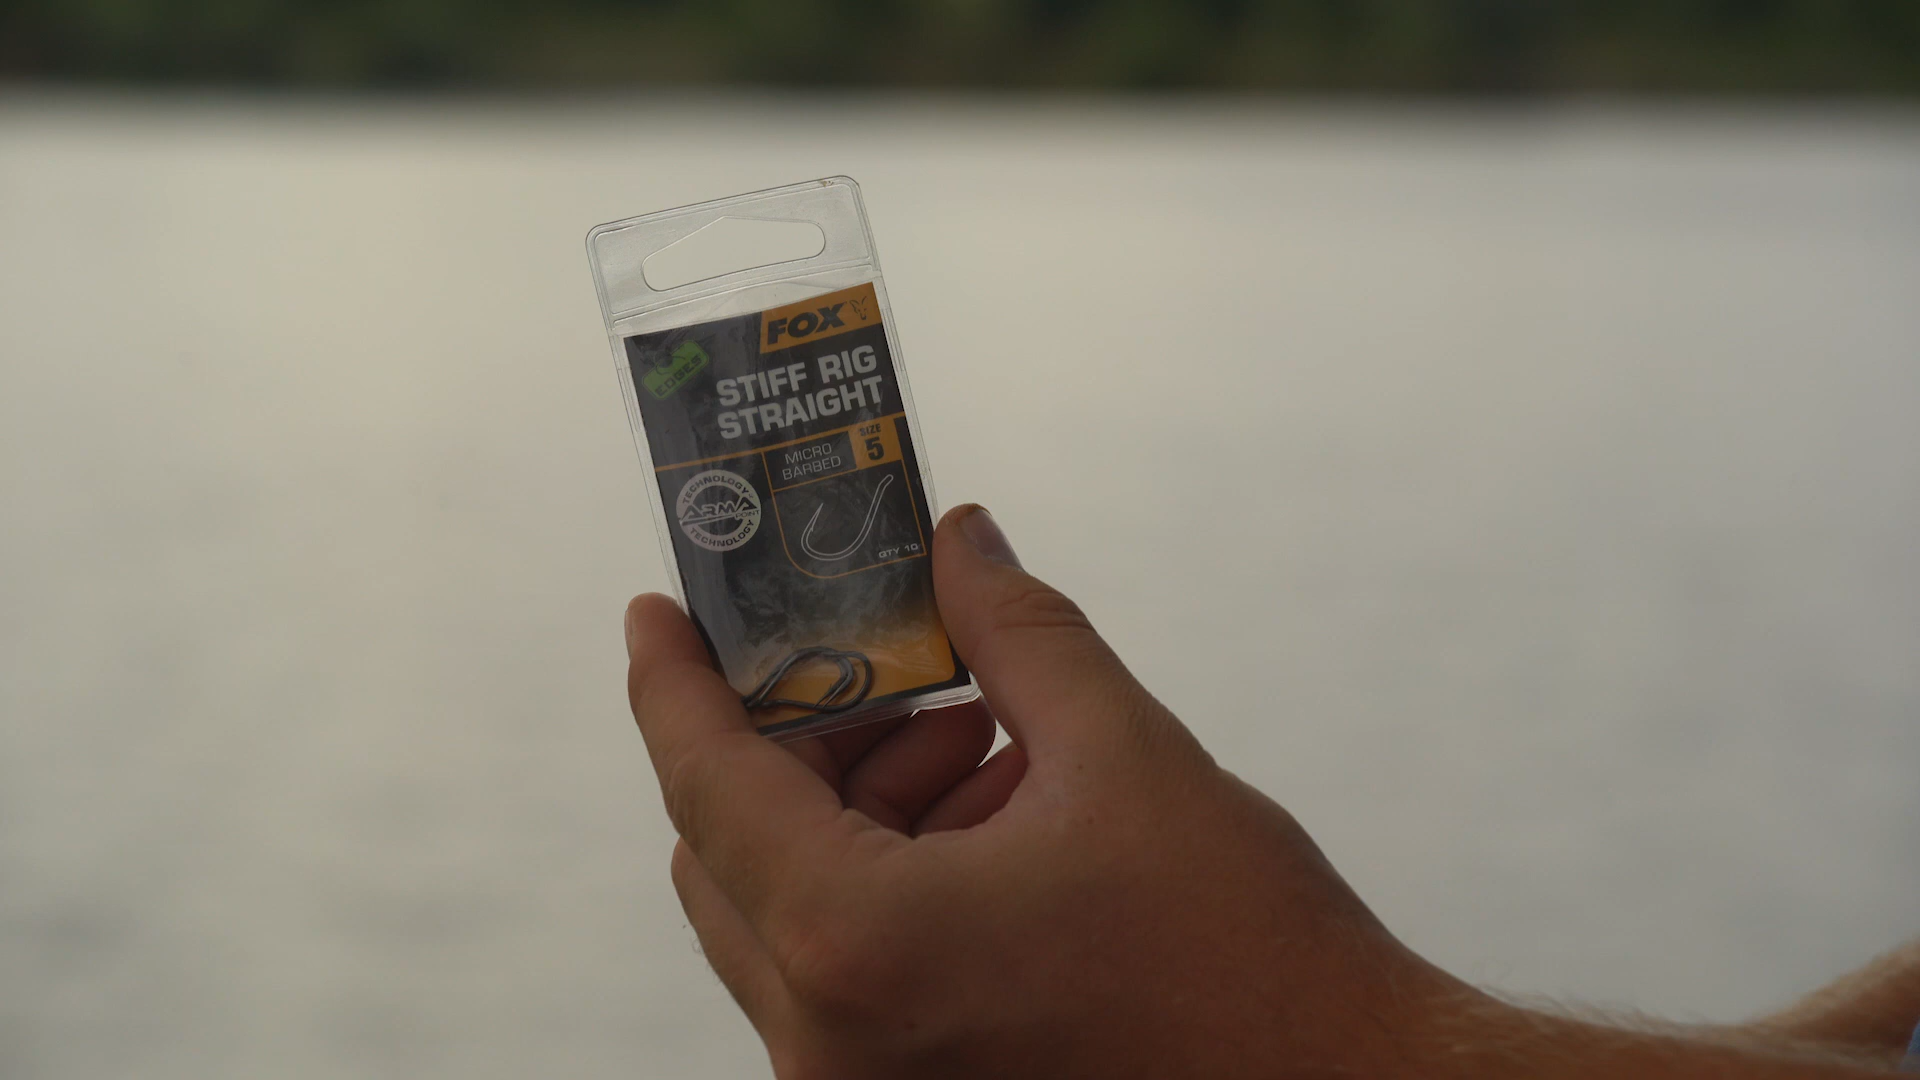 FOX
EDGES
STIFF RIG
STRAIGHT
MICRO
BARBED
SIZE
5
TECHNOLOGY
ARMA
POINT
TECHNOLOGY
QTY 10